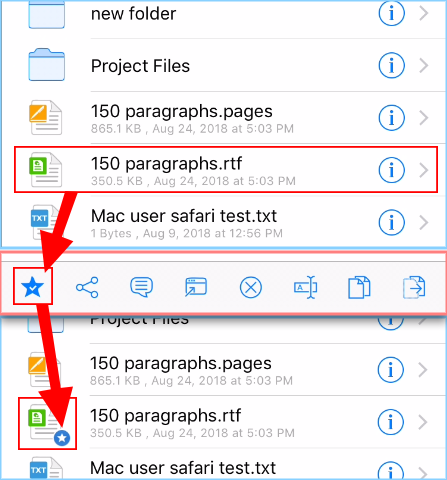 new folder
Project Files
150 paragraphs.pages
865.1 KB , Aug 24, 2018 at 5:03 PM
150 paragraphs.rtf
350.5 KB , Aug 24, 2018 at 5:03 PM
TXT
Mac user safari test.txt
1 Bytes , Aug 9, 2018 at 12:56 PM
A
Project Files
150 paragraphs.pages
865.1 KB , Aug 24, 2018 at 5:03 PM
150 paragraphs.rtf
350.5 KB , Aug 24, 2018 at 5:03 PM
TXT
Mac user safari test.txt